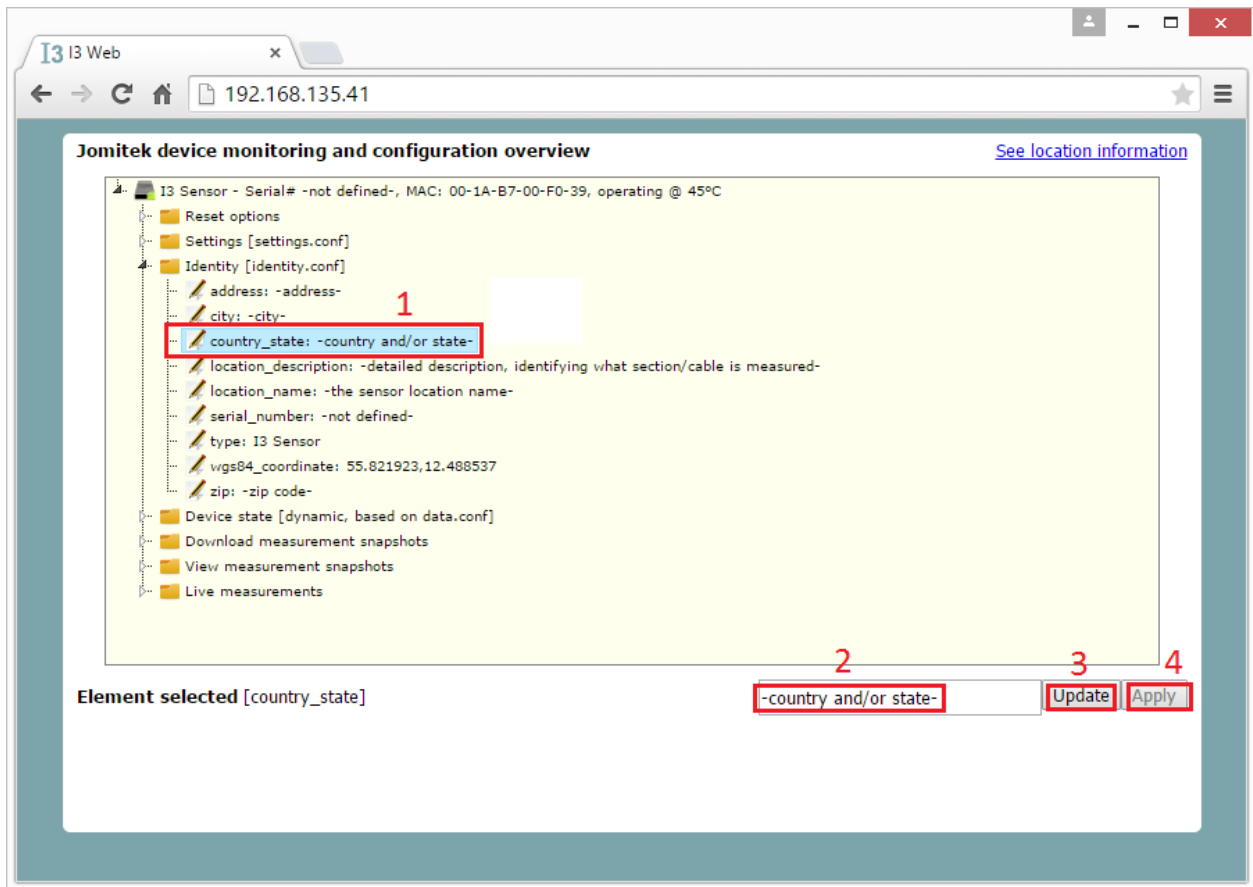 I3 I3 Web
192.168.135.41
Jomitek device monitoring and configuration overview
See location information
I3 Sensor - Serial# -not defined-, MAC: 00-1A-B7-00-F0-39, operating @ 45ºC
Reset options
Settings [settings.conf]
Identity [identity.conf]
address: -address-
1
city: -city-
country_state: -country and/or state-
location_description: -detailed description, identifying what section/cable is measured-
location_name: -the sensor location name-
serial_number: -not defined-
type: I3 Sensor
wgs84_coordinate: 55.821923,12.488537
zip: -zip code-
Device state [dynamic, based on data.conf]
Download measurement snapshots
View measurement snapshots
Live measurements
2 3 4
Element selected [country_state] -country and/or state- Update Apply